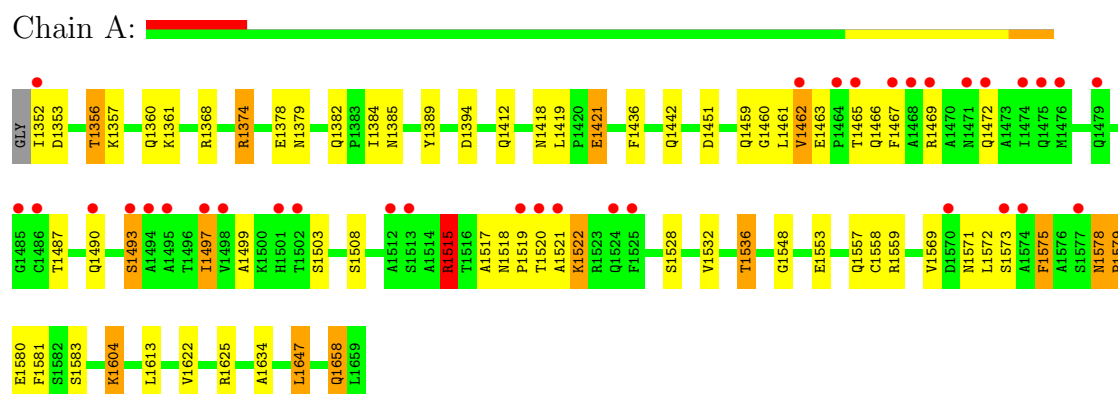 Chain A:
GLY I1352 D1353 T1356 K1357 Q1360 K1361 R1368 R1374 E1378 N1379 Q1382 P1383 I1384 N1385 Y1389 D1394 Q1412 N1418 L1419 P1420 E1421 F1436 Q1442 D1451 Q1459 G1460 L1461 V1462 E1463 P1464 T1465 Q1466 F1467 A1468 R1469 A1470 N1471 Q1472 A1473 I1474 Q1475 M1476 Q1479
G1485 C1486 T1487 Q1490 S1493 A1494 A1495 T1496 I1497 V1498 A1499 K1500 H1501 T1502 S1503 S1508 A1512 S1513 A1514 R1515 T1516 A1517 N1518 P1519 T1520 A1521 K1522 R1523 Q1524 F1525 S1528 V1532 T1536 G1548 E1553 Q1557 C1558 R1559 V1569 D1570 N1571 L1572 S1573 A1574 F1575 A1576 S1577 N1578
E1580 F1581 S1582 S1583 K1604 L1613 V1622 R1625 A1634 L1647 Q1658 L1659